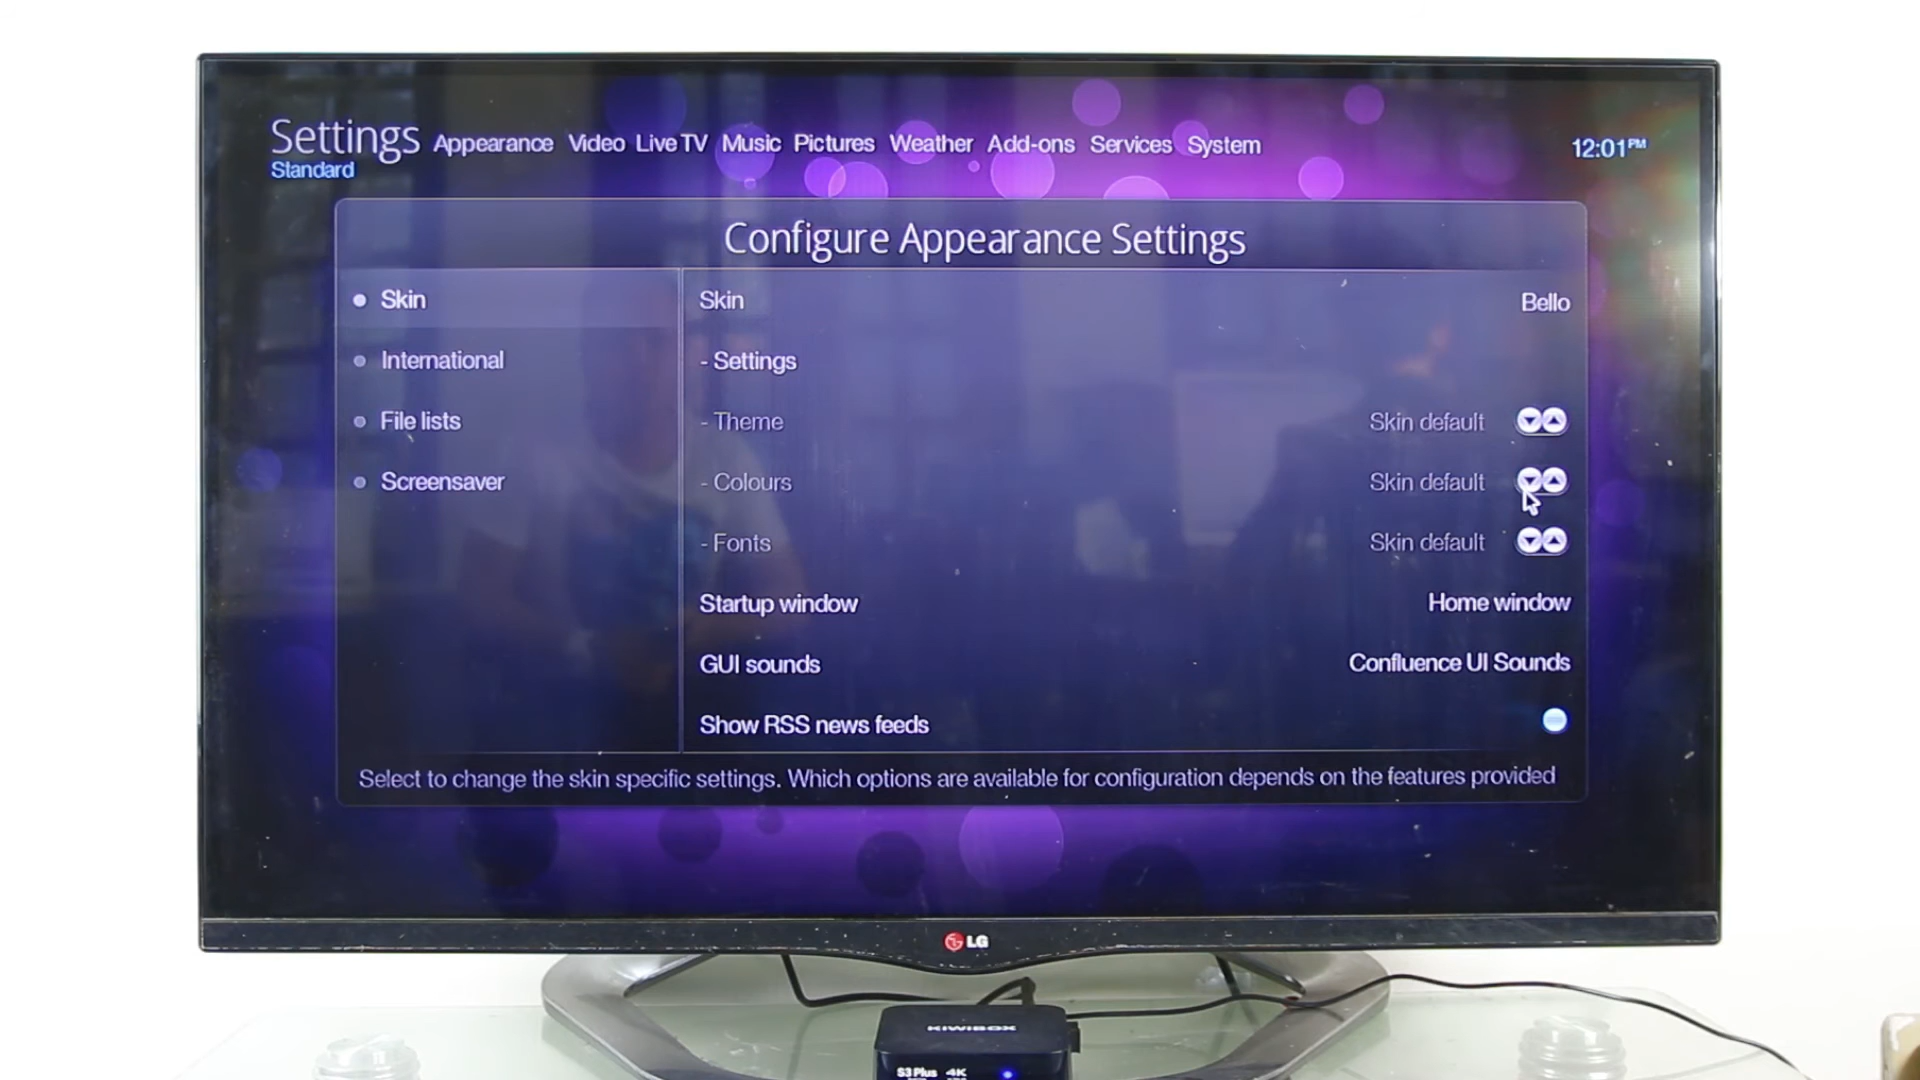 Settings Appearance Video Live TV Music Pictures Weather Add-ons Services System 12:01PM
Standard
Configure Appearance Settings
Skin
International
File lists
Screensaver
Skin Bello
- Settings
- Theme Skin default
- Colours Skin default
- Fonts Skin default
Startup window Home window
GUI sounds Confluence UI Sounds
Show RSS news feeds
Select to change the skin specific settings. Which options are available for configuration depends on the features provided
LG
KIWIBOX
S3 Plus 4K